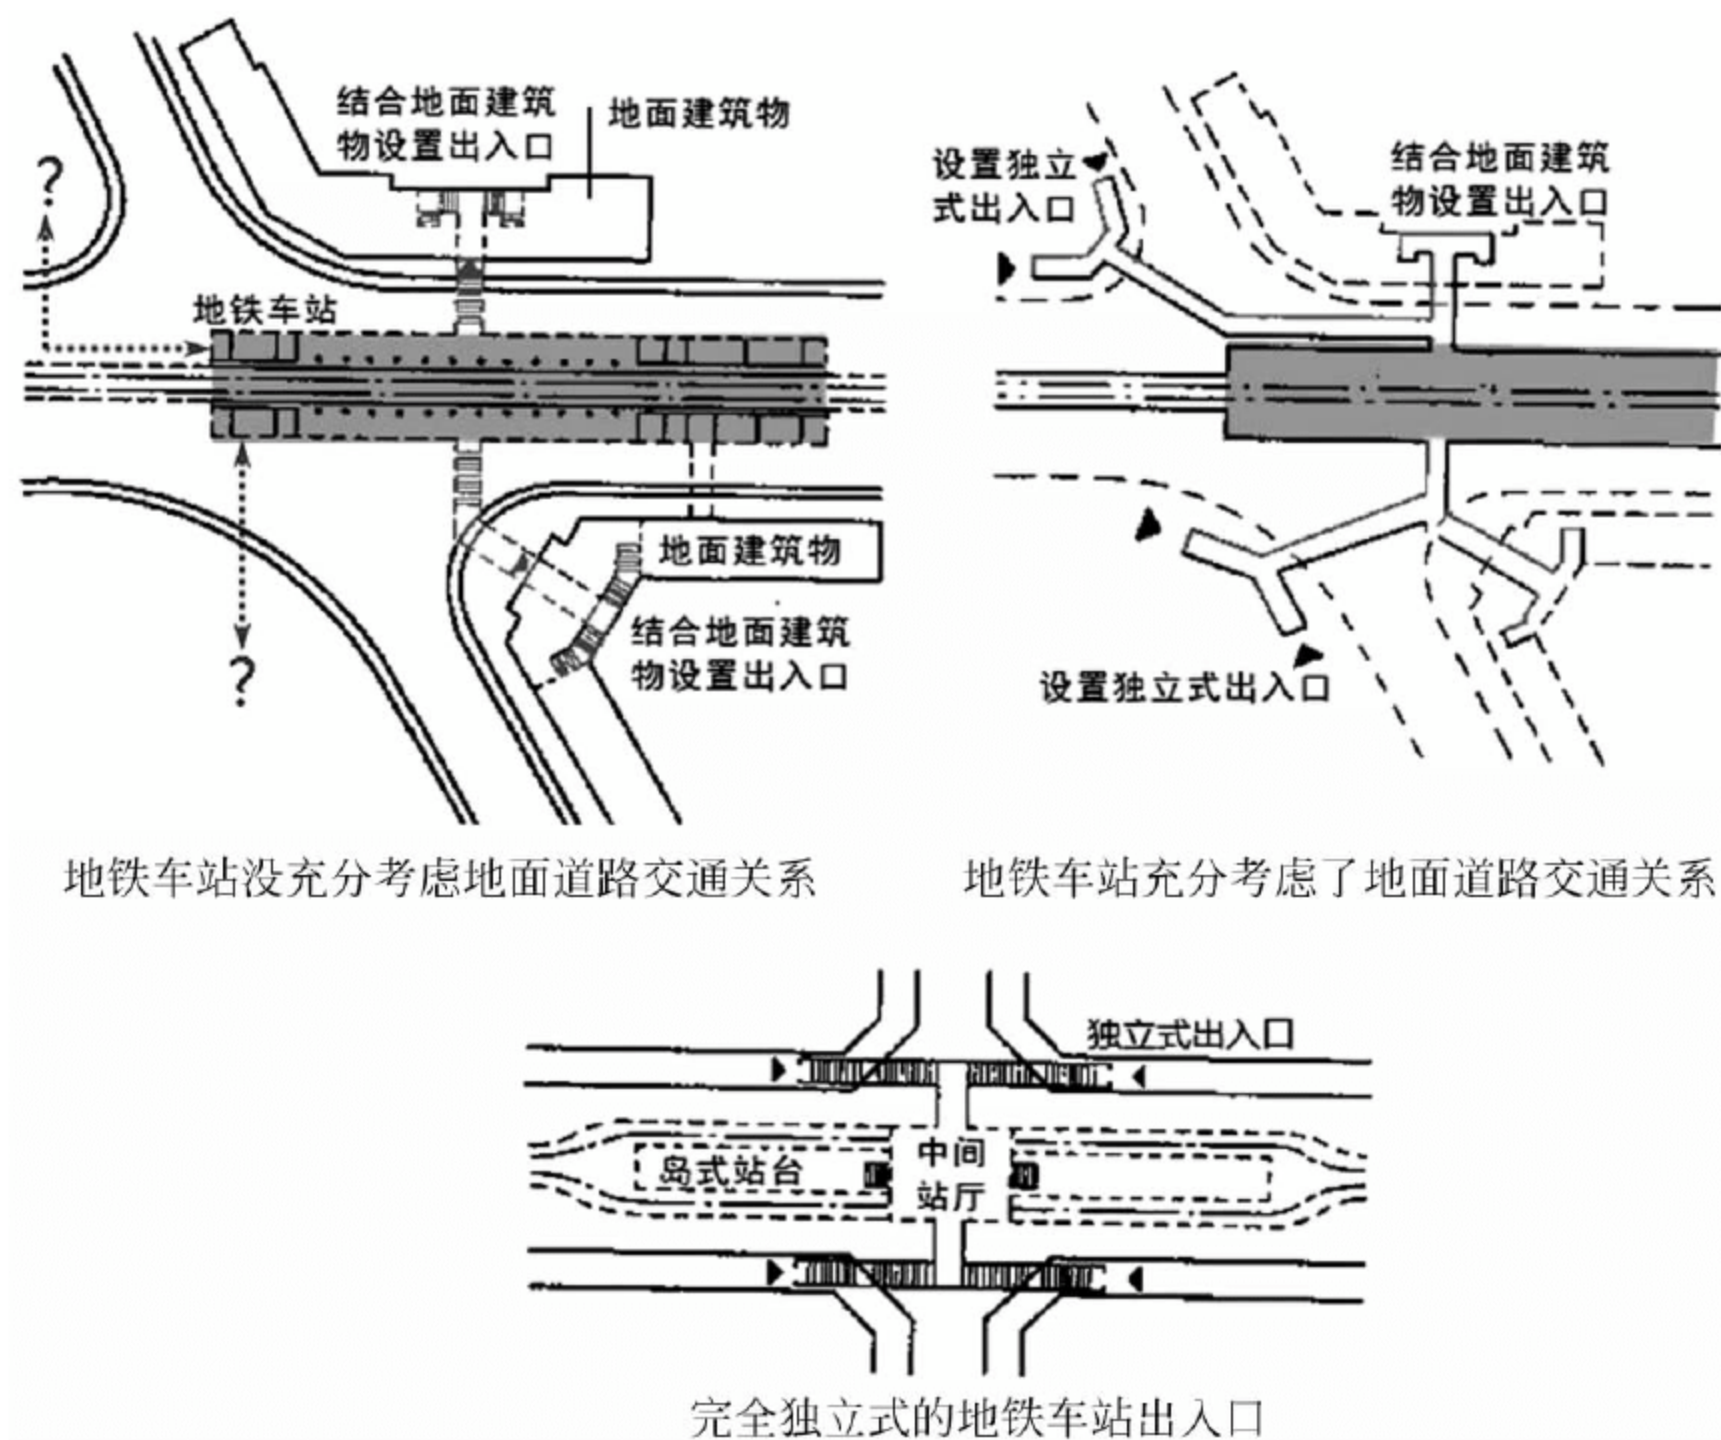 结合地面建筑
物设置出入口
地面建筑物
?
地铁车站
地面建筑物
结合地面建筑
物设置出入口
?
地铁车站没充分考虑地面道路交通关系
设置独立
式出入口
结合地面建筑
物设置出入口
设置独立式出入口
地铁车站充分考虑了地面道路交通关系
独立式出入口
岛式站台
中间
站厅
完全独立式的地铁车站出入口